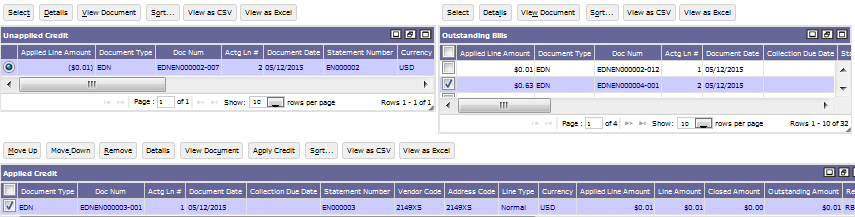 Select Details View Document Sort... View as CSV View as Excel
Unapplied Credit
Applied Line Amount Document Type Doc Num Actg Ln # Document Date Statement Number Currency
($0.01) EDN EDNEN000002-007 2 05/12/2015 EN000002 USD
Page : 1 of 1 Show: 10 rows per page Rows 1 - 1 of 1
Select Details View Document Sort... View as CSV View as Excel
Outstanding Bills
Applied Line Amount Document Type Doc Num Actg Ln # Document Date Collection Due Date Sta
$0.01 EDN EDNEN000002-012 1 05/12/2015
$0.63 EDN EDNEN000004-001 2 05/12/2015
Page : 1 of 4 Show: 10 rows per page Rows 1 - 10 of 32
Move Up Move Down Remove Details View Document Apply Credit Sort... View as CSV View as Excel
Applied Credit
Document Type Doc Num Actg Ln # Document Date Collection Due Date Statement Number Vendor Code Address Code Line Type Currency Applied Line Amount Line Amount Closed Amount Outstanding Amount Re
EDN EDNEN000003-001 1 05/12/2015 EN000003 2149XS 2149XS Normal USD $0.01 $0.01 $0.00 $0.01 RB